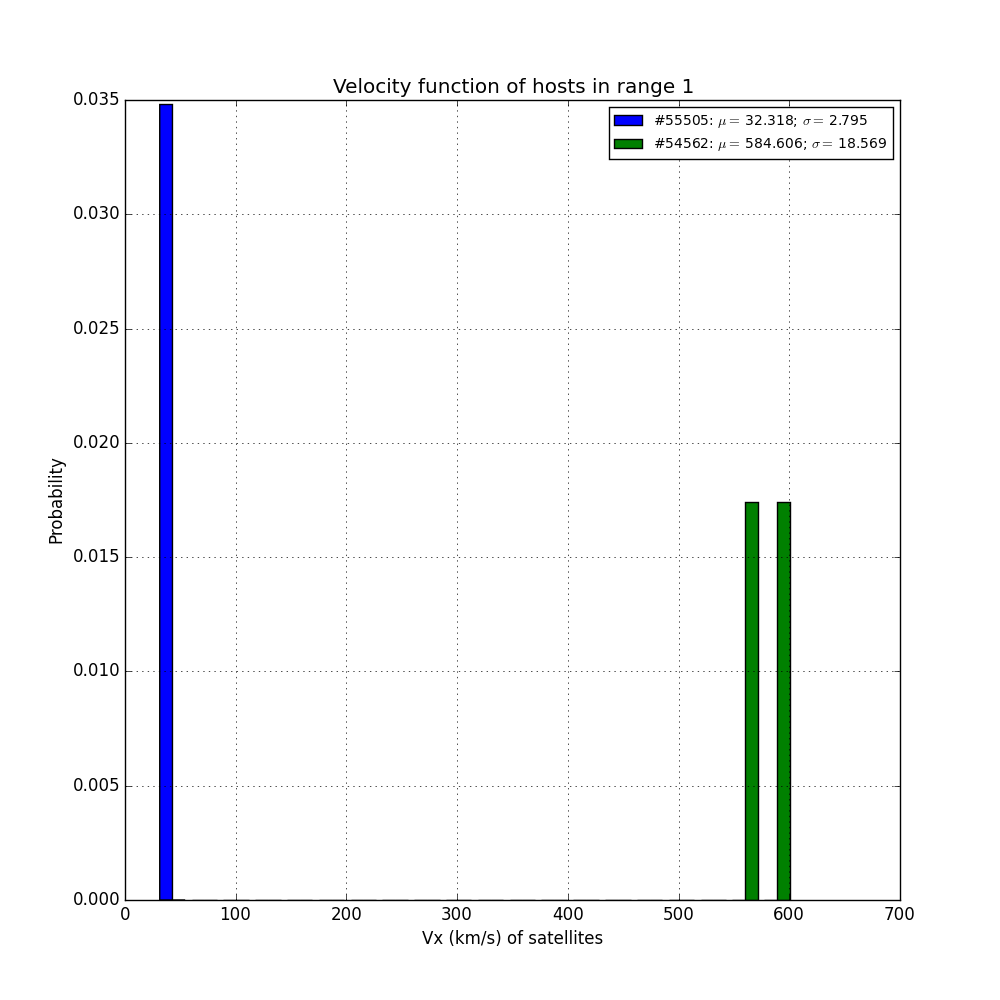 Velocity function of hosts in range 1
#55505: μ = 32.318; σ = 2.795
#54562: μ = 584.606; σ = 18.569
0.035
0.030
0.025
0.020
0.015
0.010
0.005
0.000
Probability
0 100 200 300 400 500 600 700
Vx (km/s) of satellites